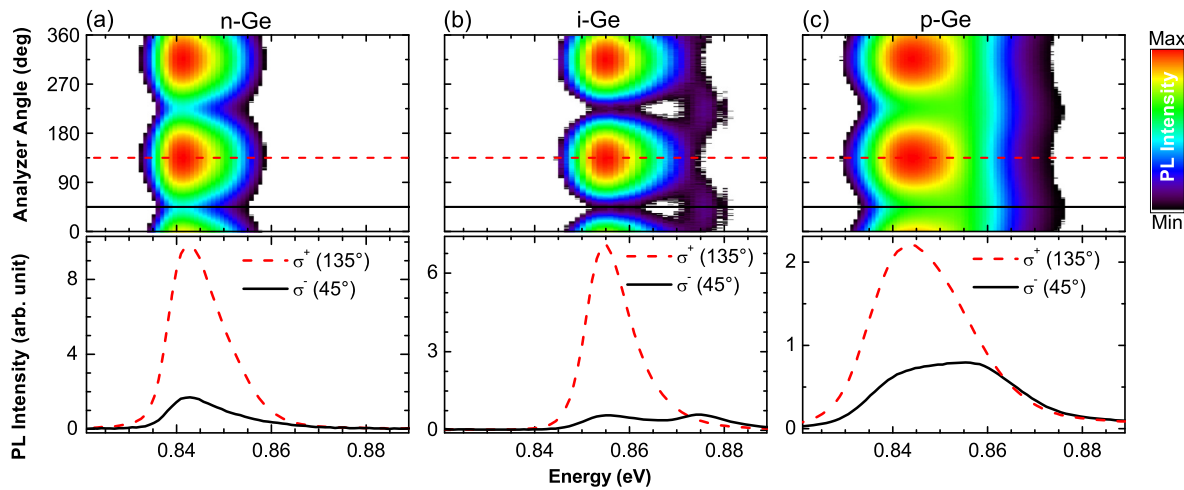 (a) n-Ge (b) i-Ge (c) p-Ge
Analyzer Angle (deg)
360
270
180
90
0
Max
PL Intensity
Min
PL Intensity (arb. unit)
8
4
0
σ⁺ (135°)
σ⁻ (45°)
6
3
0
σ⁺ (135°)
σ⁻ (45°)
2
1
0
σ⁺ (135°)
σ⁻ (45°)
0.84 0.86 0.88 0.84 0.86 0.88 0.84 0.86 0.88
Energy (eV)